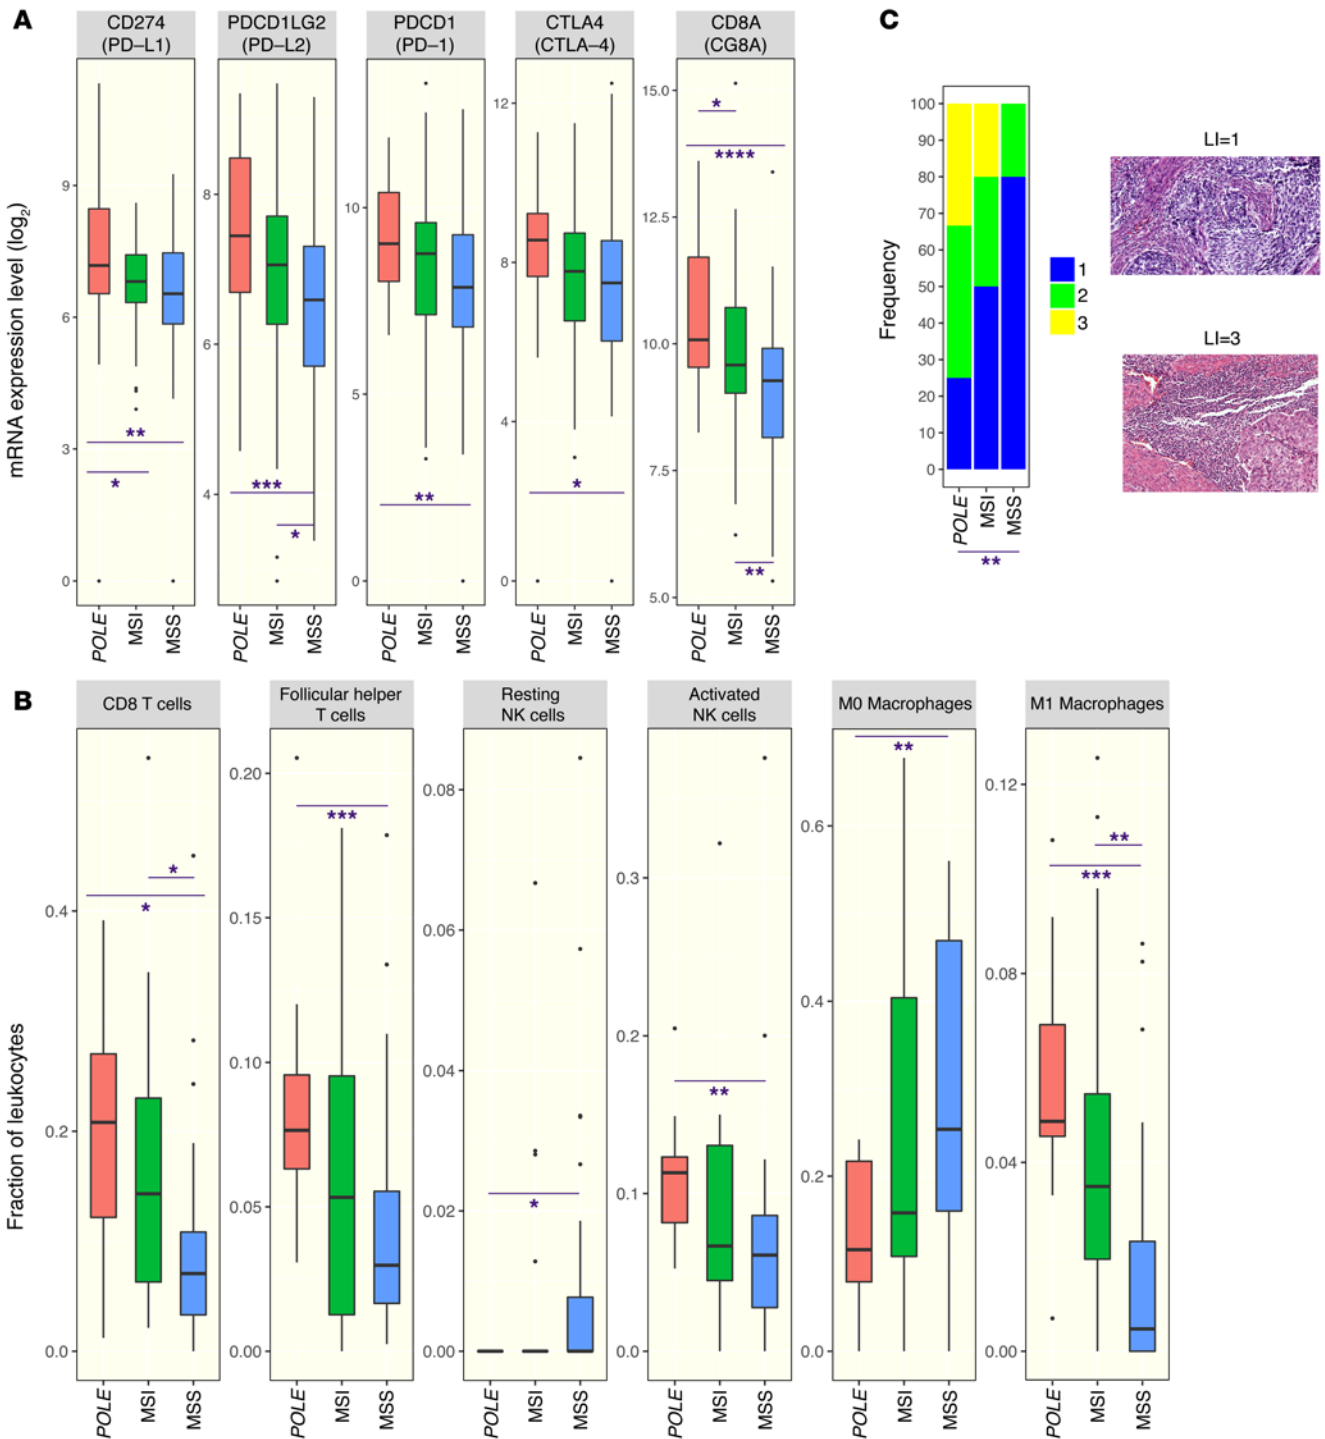 A
CD274
(PD–L1)
PDCD1LG2
(PD–L2)
PDCD1
(PD–1)
CTLA4
(CTLA–4)
CD8A
(CG8A)
mRNA expression level (log2)
9
6
3
0
**
*
POLE
MSI
MSS
8
6
4
***
*
POLE
MSI
MSS
10
5
0
**
POLE
MSI
MSS
12
8
4
0
*
POLE
MSI
MSS
15.0
12.5
10.0
7.5
5.0
*
****
**
POLE
MSI
MSS
C
Frequency
100
90
80
70
60
50
40
30
20
10
0
POLE
MSI
MSS
**
1
2
3
LI=1
LI=3
B
CD8 T cells
Follicular helper
T cells
Resting
NK cells
Activated
NK cells
M0 Macrophages
M1 Macrophages
Fraction of leukocytes
0.4
0.2
0.0
*
*
POLE
MSI
MSS
0.20
0.15
0.10
0.05
0.00
***
POLE
MSI
MSS
0.08
0.06
0.04
0.02
0.00
*
POLE
MSI
MSS
0.3
0.2
0.1
0.0
**
POLE
MSI
MSS
0.6
0.4
0.2
0.0
**
POLE
MSI
MSS
0.12
0.08
0.04
0.00
**
***
POLE
MSI
MSS